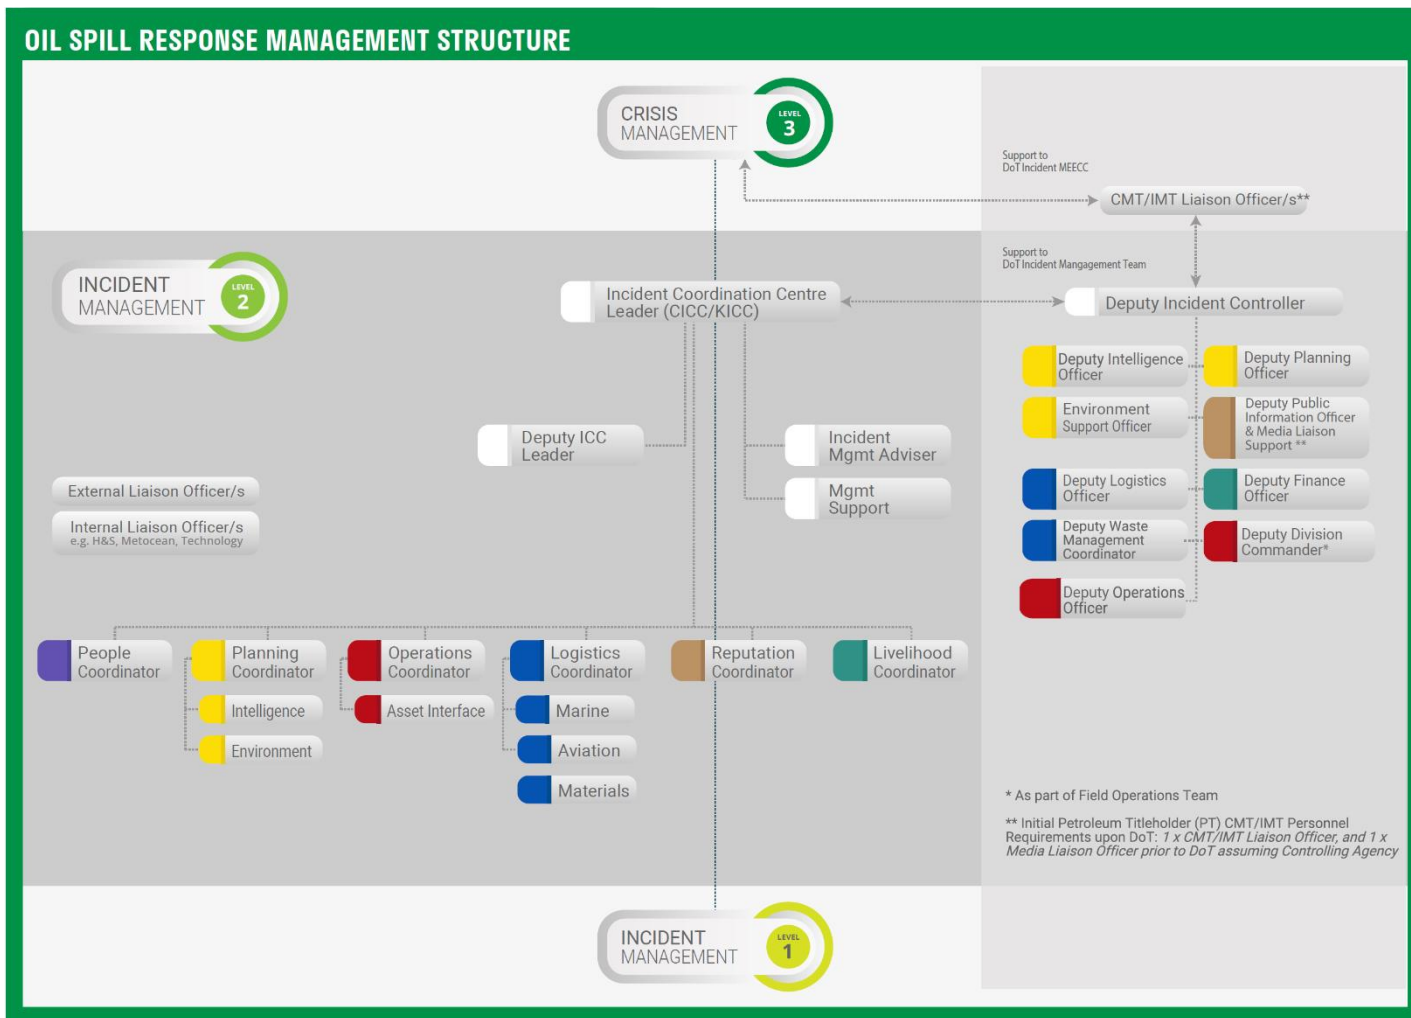 OIL SPILL RESPONSE MANAGEMENT STRUCTURE
CRISIS
MANAGEMENT
LEVEL
3
Support to
DoT Incident MEECC
CMT/IMT Liaison Officer/s**
INCIDENT
MANAGEMENT
LEVEL
2
Support to
DoT Incident Mangagement Team
Incident Coordination Centre
Leader (CICC/KICC)
Deputy Incident Controller
Deputy Intelligence
Officer
Deputy Planning
Officer
Environment
Support Officer
Deputy Public
Information Officer
& Media Liaison
Support **
Deputy ICC
Leader
Incident
Mgmt Adviser
Mgmt
Support
External Liaison Officer/s
Internal Liaison Officer/s
e.g. H&S, Metocean, Technology
Deputy Logistics
Officer
Deputy Finance
Officer
Deputy Waste
Management
Coordinator
Deputy Division
Commander*
Deputy Operations
Officer
People
Coordinator
Planning
Coordinator
Operations
Coordinator
Logistics
Coordinator
Reputation
Coordinator
Livelihood
Coordinator
Intelligence
Asset Interface
Marine
Environment
Aviation
Materials
* As part of Field Operations Team
** Initial Petroleum Titleholder (PT) CMT/IMT Personnel
Requirements upon DoT: 1 x CMT/IMT Liaison Officer, and 1 x
Media Liaison Officer prior to DoT assuming Controlling Agency
INCIDENT
MANAGEMENT
LEVEL
1